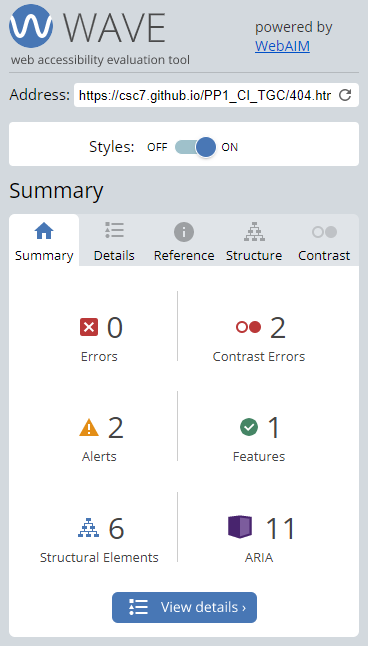 WAVE
web accessibility evaluation tool
powered by
WebAIM
Address: https://csc7.github.io/PP1_CI_TGC/404.htr
Styles: OFF ON
Summary
Summary Details Reference Structure Contrast
0 2
Errors Contrast Errors
2 1
Alerts Features
6 11
Structural Elements ARIA
View details ›